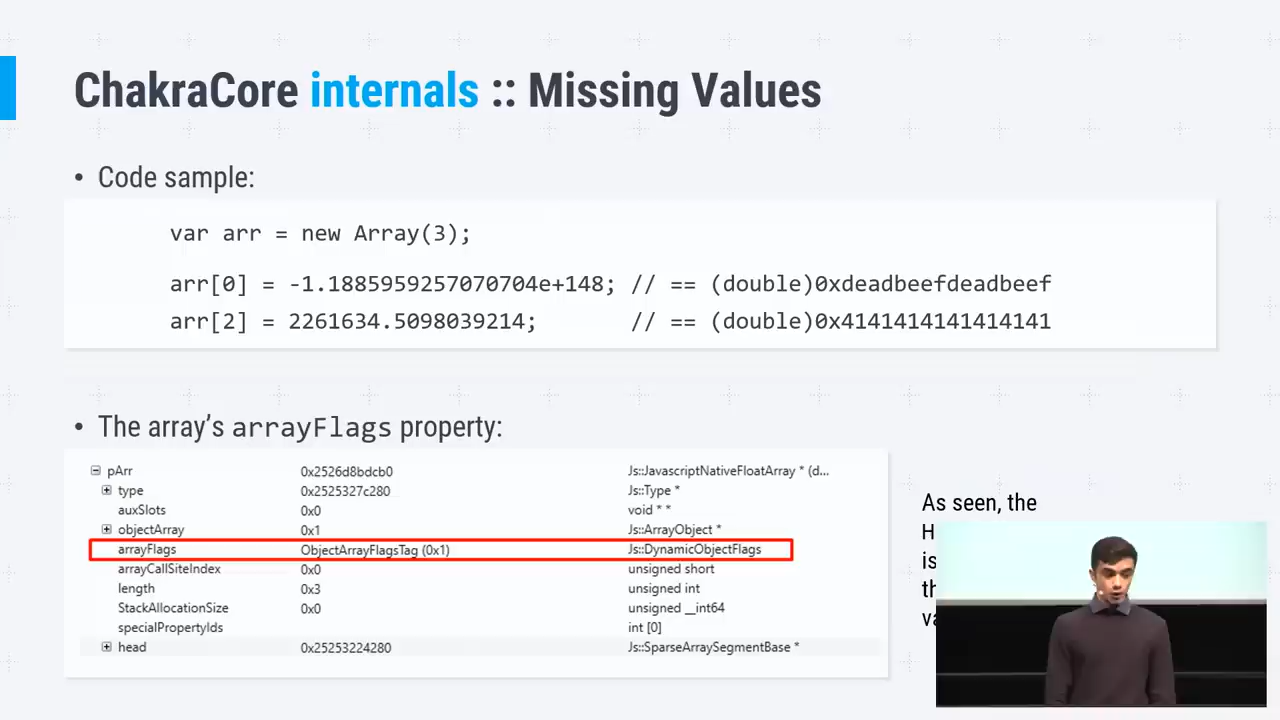 ChakraCore internals :: Missing Values
• Code sample:
var arr = new Array(3);
arr[0] = -1.1885959257070704e+148; // == (double)0xdeadbeefdeadbeef
arr[2] = 2261634.5098039214; // == (double)0x4141414141414141
• The array's arrayFlags property:
pArr 0x2526d8bdcb0 Js::JavascriptNativeFloatArray * (d...
type 0x2525327c280 Js::Type *
auxSlots 0x0 void * *
objectArray 0x1 Js::ArrayObject *
arrayFlags ObjectArrayFlagsTag (0x1) Js::DynamicObjectFlags
arrayCallSiteIndex 0x0 unsigned short
length 0x3 unsigned int
StackAllocationSize 0x0 unsigned __int64
specialPropertyIds int [0]
head 0x25253224280 Js::SparseArraySegmentBase *
As seen, the
is